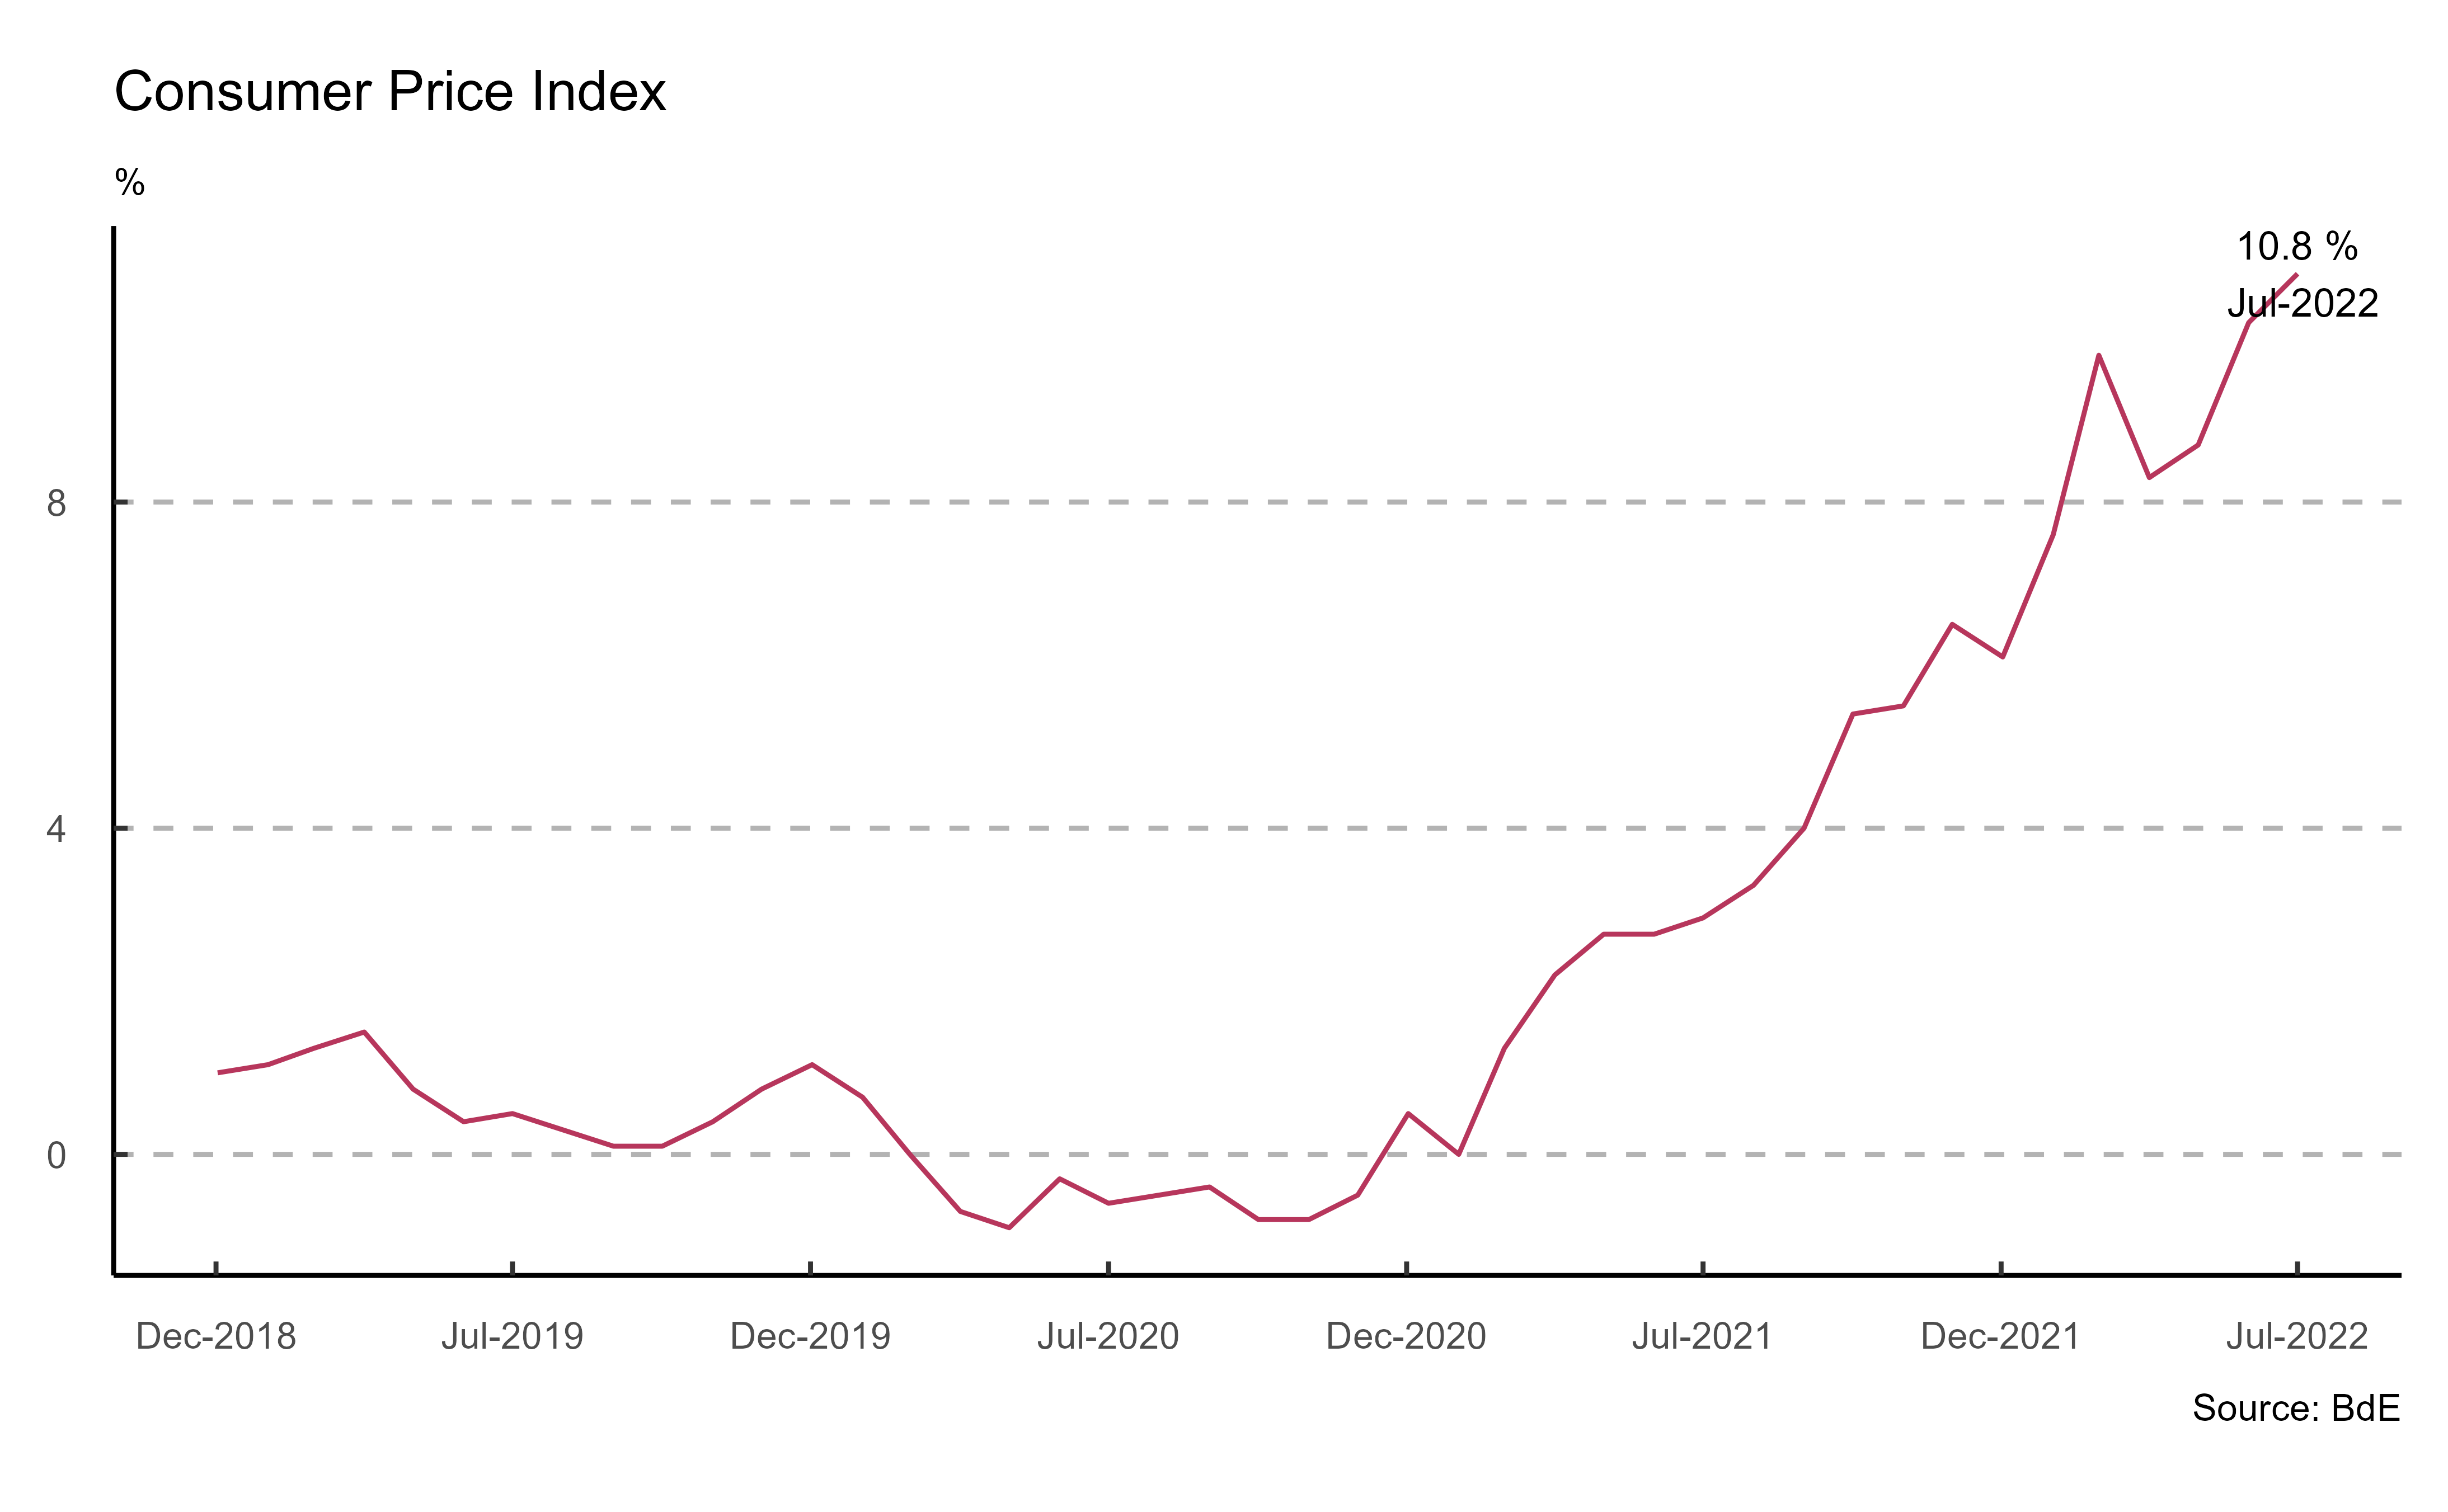 Consumer Price Index
%
10.8 %
Jul-2022
8
4
0
Dec-2018 Jul-2019 Dec-2019 Jul-2020 Dec-2020 Jul-2021 Dec-2021 Jul-2022
Source: BdE